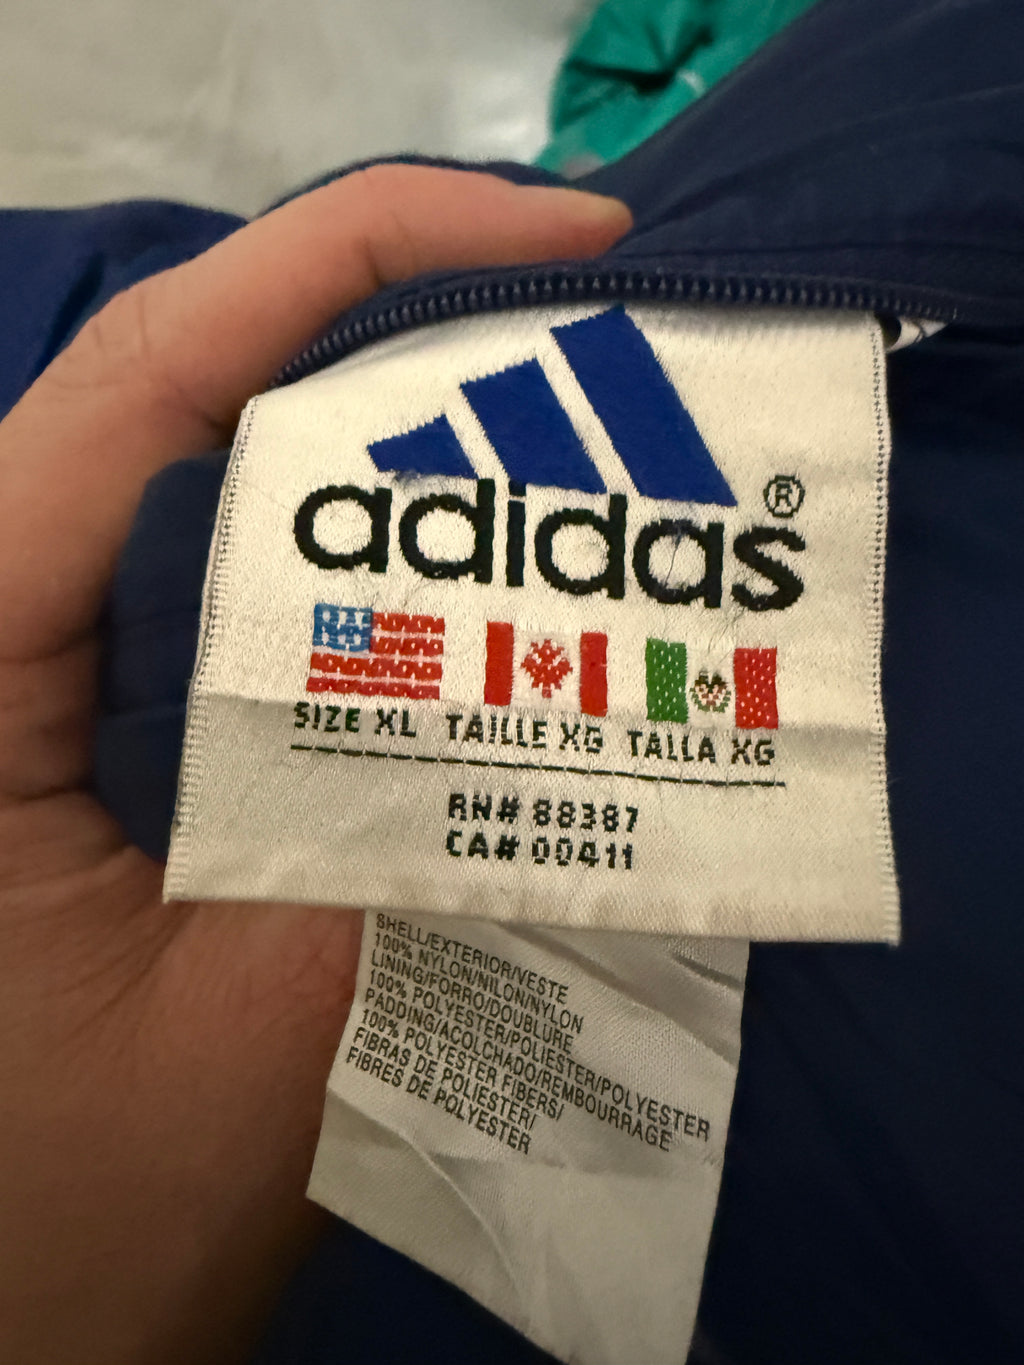 adidas®
SIZE XL TAILLE XG TALLA XG
RN# 88387
CA# 00411
SHELL/EXTERIOR/VESTE
100% NYLON/NILON/NYLON
LINING/FORRO/DOUBLURE
100% POLYESTER/POLIESTER/POLYESTER
PADDING/ACOLCHADO/REMBOURRAGE
100% POLYESTER FIBERS/
FIBRAS DE POLIESTER/
FIBRES DE POLYESTER